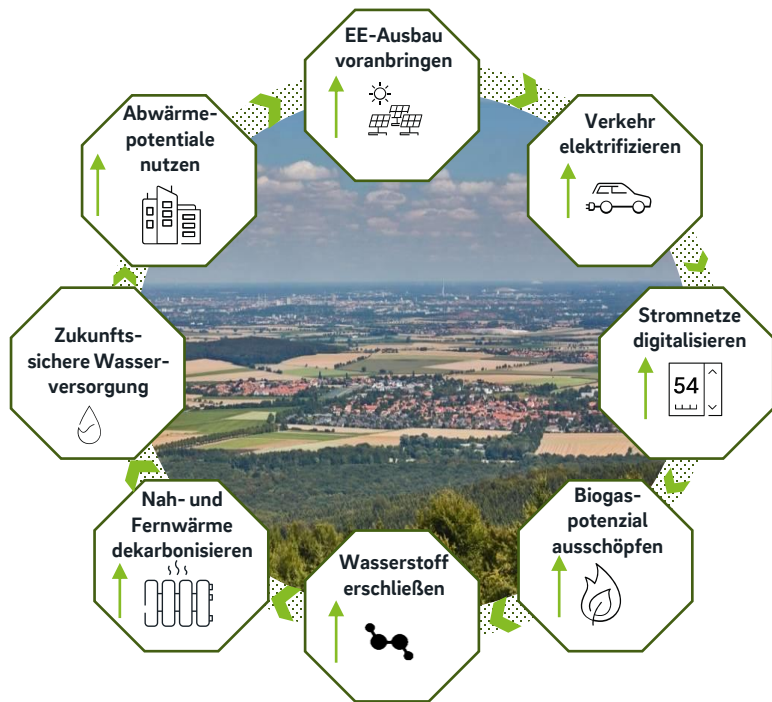 EE-Ausbau
voranbringen
Verkehr
elektrifizieren
Stromnetze
digitalisieren
54
Biogas-
potenzial
ausschöpfen
Wasserstoff
erschließen
Nah- und
Fernwärme
dekarbonisieren
Zukunfts-
sichere Wasser-
versorgung
Abwärme-
potentiale
nutzen